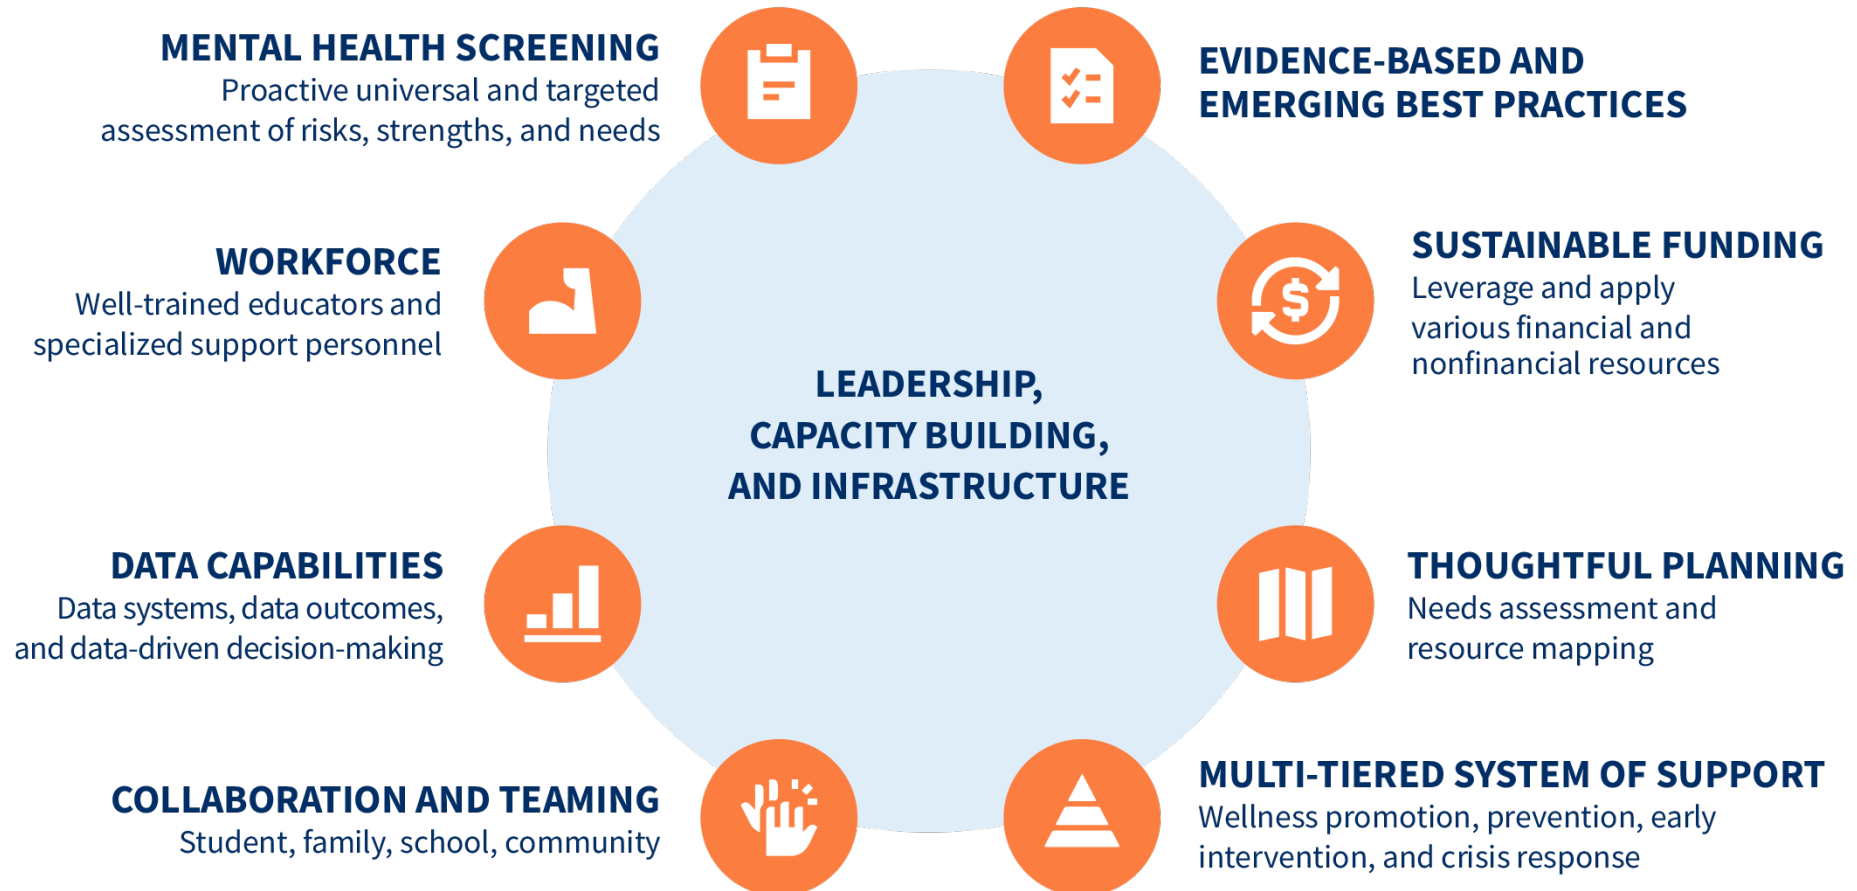 MENTAL HEALTH SCREENING
Proactive universal and targeted
assessment of risks, strengths, and needs
EVIDENCE-BASED AND
EMERGING BEST PRACTICES
WORKFORCE
Well-trained educators and
specialized support personnel
SUSTAINABLE FUNDING
Leverage and apply
various financial and
nonfinancial resources
$
LEADERSHIP,
CAPACITY BUILDING,
AND INFRASTRUCTURE
DATA CAPABILITIES
Data systems, data outcomes,
and data-driven decision-making
THOUGHTFUL PLANNING
Needs assessment and
resource mapping
COLLABORATION AND TEAMING
Student, family, school, community
MULTI-TIERED SYSTEM OF SUPPORT
Wellness promotion, prevention, early
intervention, and crisis response